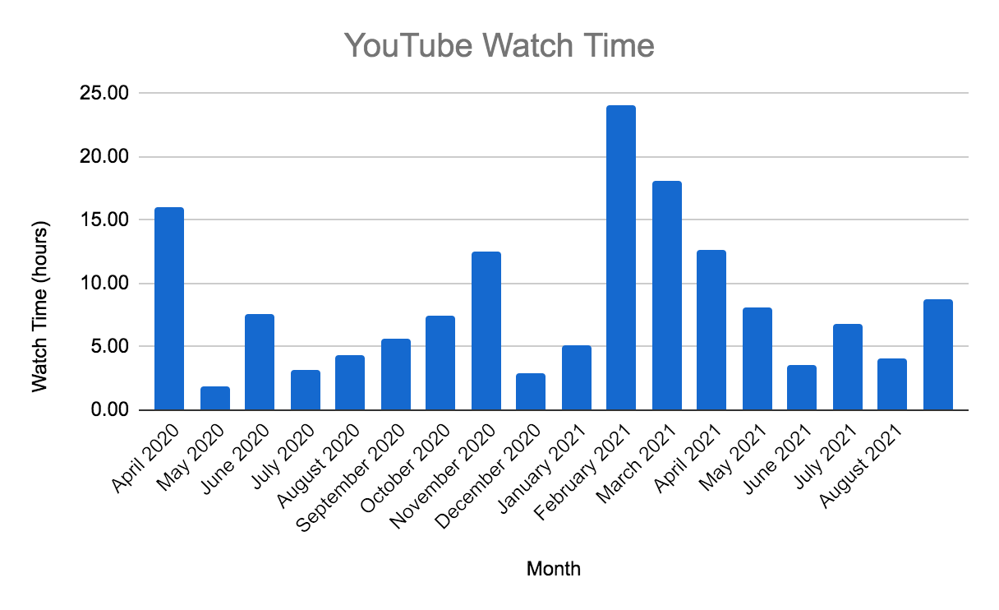 YouTube Watch Time
25.00
20.00
15.00
10.00
5.00
0.00
Watch Time (hours)
April 2020
May 2020
June 2020
July 2020
August 2020
September 2020
October 2020
November 2020
December 2020
January 2021
February 2021
March 2021
April 2021
May 2021
June 2021
July 2021
August 2021
Month